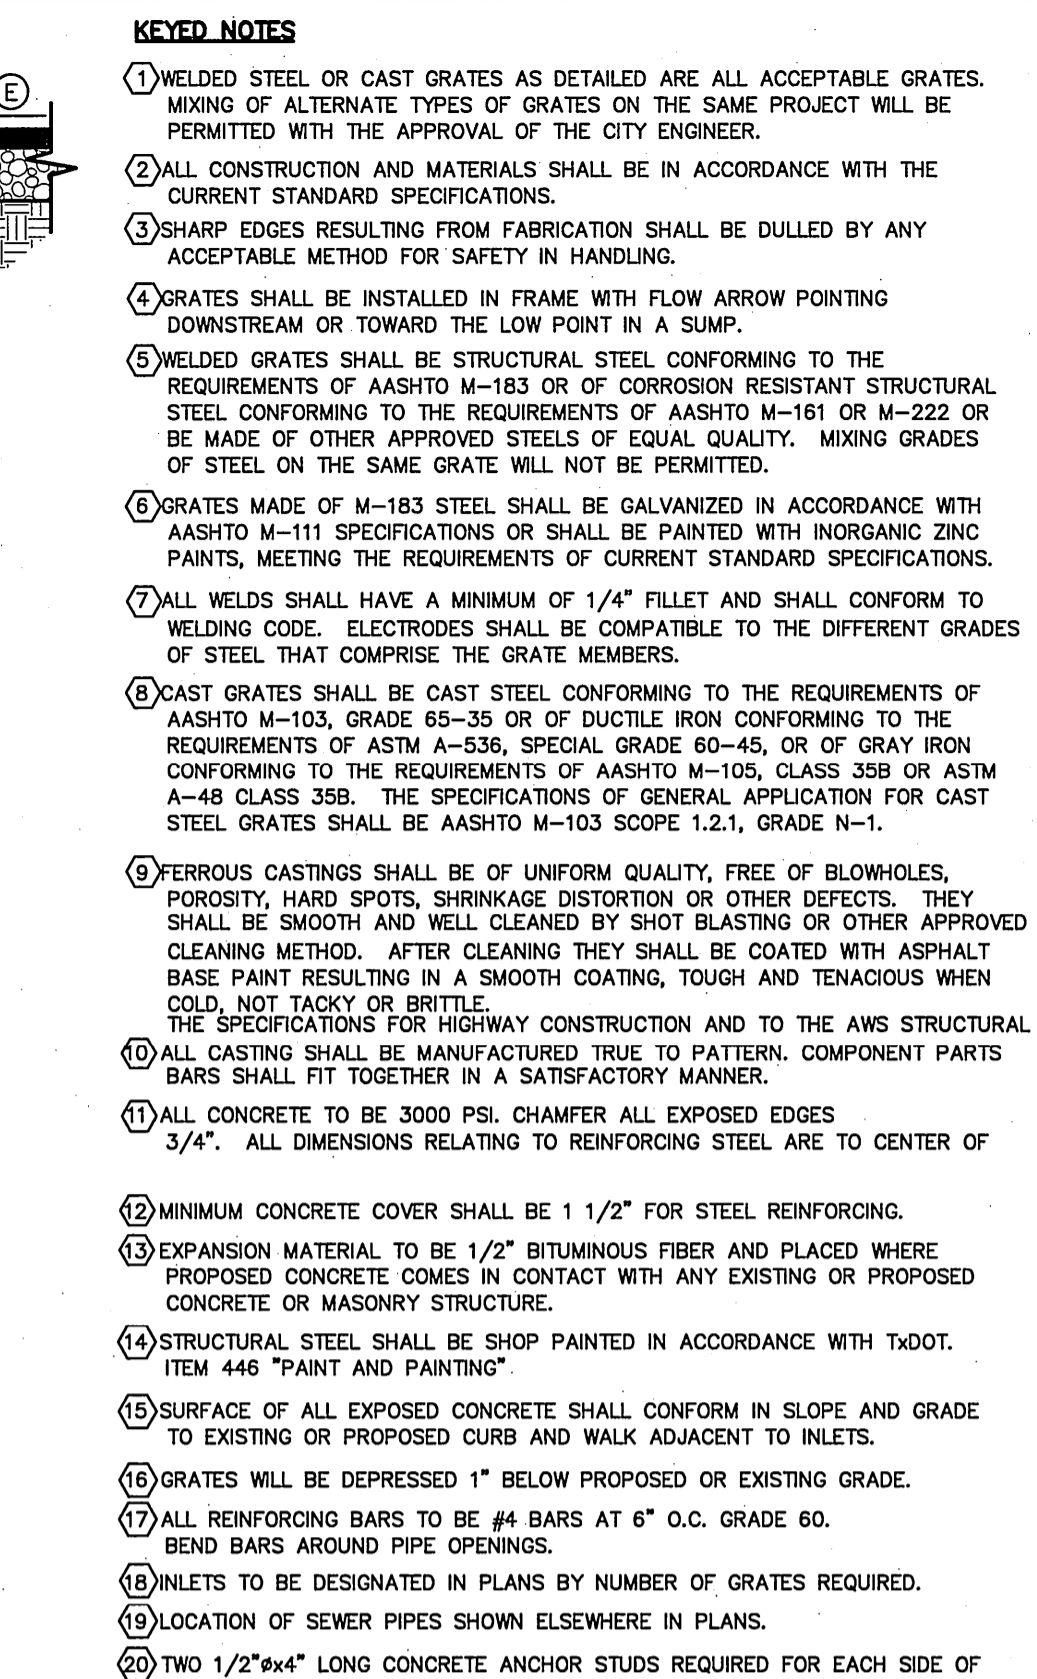 KEYED NOTES
E
1 WELDED STEEL OR CAST GRATES AS DETAILED ARE ALL ACCEPTABLE GRATES.
MIXING OF ALTERNATE TYPES OF GRATES ON THE SAME PROJECT WILL BE
PERMITTED WITH THE APPROVAL OF THE CITY ENGINEER.
2 ALL CONSTRUCTION AND MATERIALS SHALL BE IN ACCORDANCE WITH THE
CURRENT STANDARD SPECIFICATIONS.
3 SHARP EDGES RESULTING FROM FABRICATION SHALL BE DULLED BY ANY
ACCEPTABLE METHOD FOR SAFETY IN HANDLING.
4 GRATES SHALL BE INSTALLED IN FRAME WITH FLOW ARROW POINTING
DOWNSTREAM OR TOWARD THE LOW POINT IN A SUMP.
5 WELDED GRATES SHALL BE STRUCTURAL STEEL CONFORMING TO THE
REQUIREMENTS OF AASHTO M-183 OR OF CORROSION RESISTANT STRUCTURAL
STEEL CONFORMING TO THE REQUIREMENTS OF AASHTO M-161 OR M-222 OR
BE MADE OF OTHER APPROVED STEELS OF EQUAL QUALITY. MIXING GRADES
OF STEEL ON THE SAME GRATE WILL NOT BE PERMITTED.
6 GRATES MADE OF M-183 STEEL SHALL BE GALVANIZED IN ACCORDANCE WITH
AASHTO M-111 SPECIFICATIONS OR SHALL BE PAINTED WITH INORGANIC ZINC
PAINTS, MEETING THE REQUIREMENTS OF CURRENT STANDARD SPECIFICATIONS.
7 ALL WELDS SHALL HAVE A MINIMUM OF 1/4" FILLET AND SHALL CONFORM TO
WELDING CODE. ELECTRODES SHALL BE COMPATIBLE TO THE DIFFERENT GRADES
OF STEEL THAT COMPRISE THE GRATE MEMBERS.
8 CAST GRATES SHALL BE CAST STEEL CONFORMING TO THE REQUIREMENTS OF
AASHTO M-103, GRADE 65-35 OR OF DUCTILE IRON CONFORMING TO THE
REQUIREMENTS OF ASTM A-536, SPECIAL GRADE 60-45, OR OF GRAY IRON
CONFORMING TO THE REQUIREMENTS OF AASHTO M-105, CLASS 35B OR ASTM
A-48 CLASS 35B. THE SPECIFICATIONS OF GENERAL APPLICATION FOR CAST
STEEL GRATES SHALL BE AASHTO M-103 SCOPE 1.2.1, GRADE N-1.
9 FERROUS CASTINGS SHALL BE OF UNIFORM QUALITY, FREE OF BLOWHOLES,
POROSITY, HARD SPOTS, SHRINKAGE DISTORTION OR OTHER DEFECTS. THEY
SHALL BE SMOOTH AND WELL CLEANED BY SHOT BLASTING OR OTHER APPROVED
CLEANING METHOD. AFTER CLEANING THEY SHALL BE COATED WITH ASPHALT
BASE PAINT RESULTING IN A SMOOTH COATING, TOUGH AND TENACIOUS WHEN
COLD, NOT TACKY OR BRITTLE.
THE SPECIFICATIONS FOR HIGHWAY CONSTRUCTION AND TO THE AWS STRUCTURAL
10 ALL CASTING SHALL BE MANUFACTURED TRUE TO PATTERN. COMPONENT PARTS
BARS SHALL FIT TOGETHER IN A SATISFACTORY MANNER.
11 ALL CONCRETE TO BE 3000 PSI. CHAMFER ALL EXPOSED EDGES
3/4". ALL DIMENSIONS RELATING TO REINFORCING STEEL ARE TO CENTER OF
12 MINIMUM CONCRETE COVER SHALL BE 1 1/2" FOR STEEL REINFORCING.
13 EXPANSION MATERIAL TO BE 1/2" BITUMINOUS FIBER AND PLACED WHERE
PROPOSED CONCRETE COMES IN CONTACT WITH ANY EXISTING OR PROPOSED
CONCRETE OR MASONRY STRUCTURE.
14 STRUCTURAL STEEL SHALL BE SHOP PAINTED IN ACCORDANCE WITH TxDOT.
ITEM 446 "PAINT AND PAINTING"
15 SURFACE OF ALL EXPOSED CONCRETE SHALL CONFORM IN SLOPE AND GRADE
TO EXISTING OR PROPOSED CURB AND WALK ADJACENT TO INLETS.
16 GRATES WILL BE DEPRESSED 1" BELOW PROPOSED OR EXISTING GRADE.
17 ALL REINFORCING BARS TO BE #4 BARS AT 6" O.C. GRADE 60.
BEND BARS AROUND PIPE OPENINGS.
18 INLETS TO BE DESIGNATED IN PLANS BY NUMBER OF GRATES REQUIRED.
19 LOCATION OF SEWER PIPES SHOWN ELSEWHERE IN PLANS.
20 TWO 1/2"øx4" LONG CONCRETE ANCHOR STUDS REQUIRED FOR EACH SIDE OF